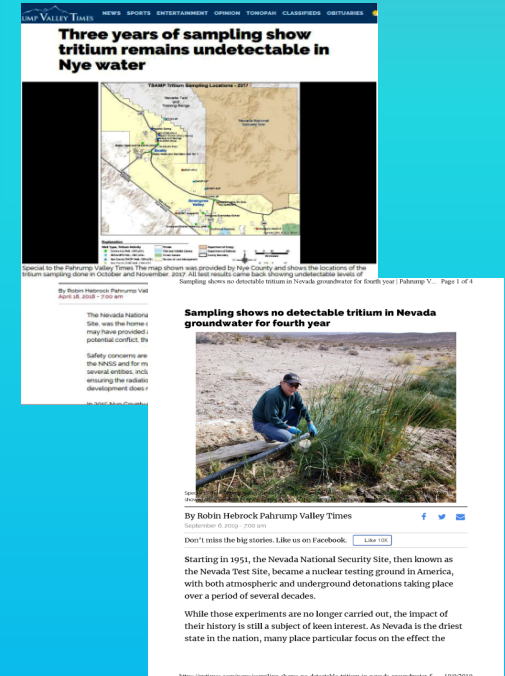 UMP VALLEY TIMES
NEWS SPORTS ENTERTAINMENT OPINION TONOPAH CLASSIFIEDS OBITUARIES
Three years of sampling show
tritium remains undetectable in
Nye water
TSAMP Tritium Sampling Locations - 2017
Explanation
Special to the Pahrump Valley Times The map shown was provided by Nye County and shows the locations of the
tritium sampling done in October and November, 2017. All test results came back showing undetectable levels of
By Robin Hebrock Pahrump Val
April 18, 2018 - 7:00 am
The Nevada Nationa
Site, was the home o
may have provided a
potential conflict, th
Safety concerns are
the NNSS and for m
several entities, inclu
ensuring the radiatio
development does n
Sampling shows no detectable tritium in Nevada groundwater for fourth year | Pahrump V... Page 1 of 4
Sampling shows no detectable tritium in Nevada
groundwater for fourth year
By Robin Hebrock Pahrump Valley Times
September 6, 2019 - 7:00 am
Don't miss the big stories. Like us on Facebook.
Like 10K
Starting in 1951, the Nevada National Security Site, then known as
the Nevada Test Site, became a nuclear testing ground in America,
with both atmospheric and underground detonations taking place
over a period of several decades.
While those experiments are no longer carried out, the impact of
their history is still a subject of keen interest. As Nevada is the driest
state in the nation, many place particular focus on the effect the